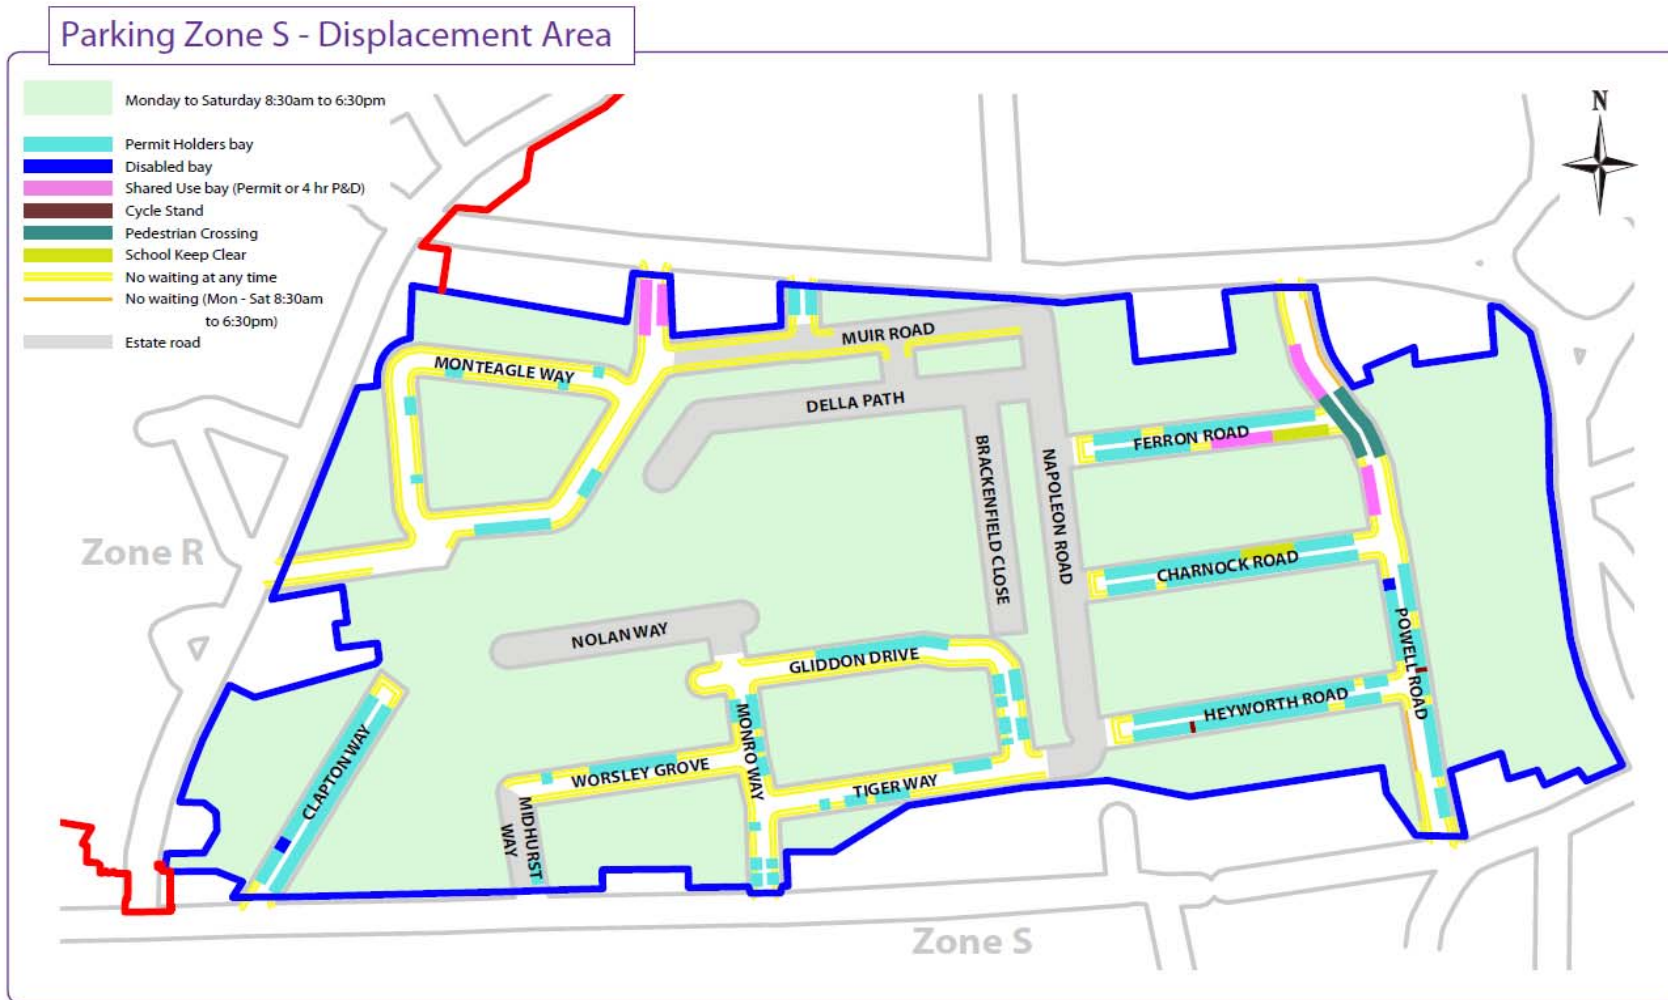 Parking Zone S - Displacement Area
Monday to Saturday 8:30am to 6:30pm
Permit Holders bay
Disabled bay
Shared Use bay (Permit or 4 hr P&D)
Cycle Stand
Pedestrian Crossing
School Keep Clear
No waiting at any time
No waiting (Mon - Sat 8:30am
to 6:30pm)
Estate road
N
MUIR ROAD
MONTEAGLE WAY
DELLA PATH
FERRON ROAD
BRACKENFIELD CLOSE
NAPOLEON ROAD
Zone R
CHARNOCK ROAD
NOLAN WAY
GLIDDON DRIVE
POWELL ROAD
HEYWORTH ROAD
MONRO WAY
CLAPTON WAY
WORSLEY GROVE
TIGER WAY
MIDHURST
WAY
Zone S